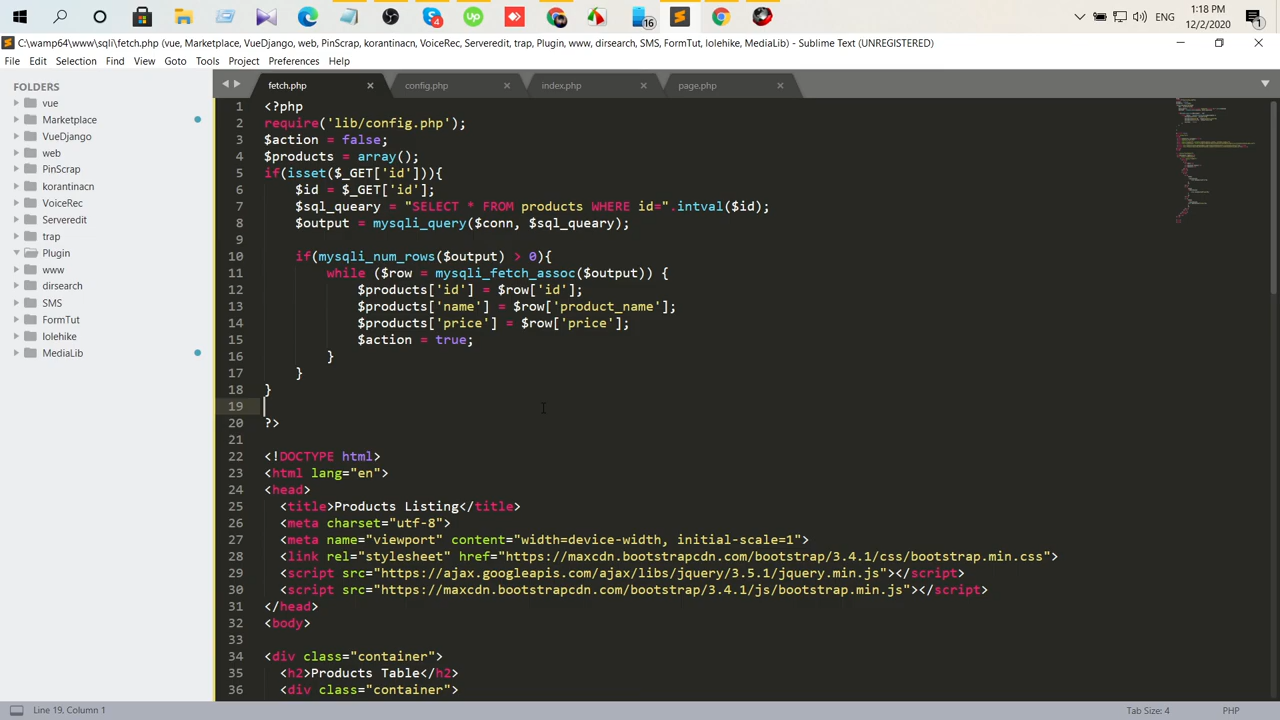 16
4
1
ENG
1:18 PM
12/2/2020
C:\wamp64\www\sqli\fetch.php (vue, Marketplace, VueDjango, web, PinScrap, korantinacn, VoiceRec, Serveredit, trap, Plugin, www, dirsearch, SMS, FormTut, lolehike, MediaLib) - Sublime Text (UNREGISTERED)
File Edit Selection Find View Goto Tools Project Preferences Help
FOLDERS
vue
Marketplace
VueDjango
web
PinScrap
korantinacn
VoiceRec
Serveredit
trap
Plugin
www
dirsearch
SMS
FormTut
lolehike
MediaLib
fetch.php config.php index.php page.php
1 <?php
2 require('lib/config.php');
3 $action = false;
4 $products = array();
5 if(isset($_GET['id'])){
6 $id = $_GET['id'];
7 $sql_queary = "SELECT * FROM products WHERE id=".intval($id);
8 $output = mysqli_query($conn, $sql_queary);
9
10 if(mysqli_num_rows($output) > 0){
11 while ($row = mysqli_fetch_assoc($output)) {
12 $products['id'] = $row['id'];
13 $products['name'] = $row['product_name'];
14 $products['price'] = $row['price'];
15 $action = true;
16 }
17 }
18 }
19
20 ?>
21
22 <!DOCTYPE html>
23 <html lang="en">
24 <head>
25 <title>Products Listing</title>
26 <meta charset="utf-8">
27 <meta name="viewport" content="width=device-width, initial-scale=1">
28 <link rel="stylesheet" href="https://maxcdn.bootstrapcdn.com/bootstrap/3.4.1/css/bootstrap.min.css">
29 <script src="https://ajax.googleapis.com/ajax/libs/jquery/3.5.1/jquery.min.js"></script>
30 <script src="https://maxcdn.bootstrapcdn.com/bootstrap/3.4.1/js/bootstrap.min.js"></script>
31 </head>
32 <body>
33
34 <div class="container">
35 <h2>Products Table</h2>
36 <div class="container">
Line 19, Column 1
Tab Size: 4
PHP